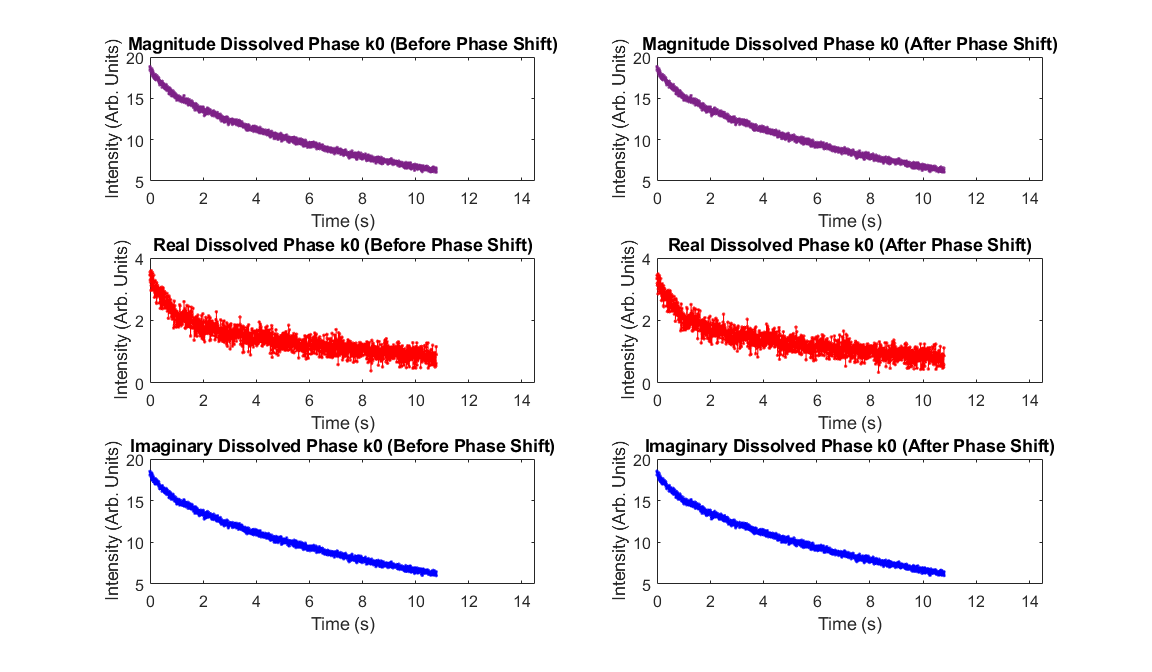 Magnitude Dissolved Phase k0 (Before Phase Shift)
Intensity (Arb. Units)
20
15
10
5
0 2 4 6 8 10 12 14
Time (s)
Magnitude Dissolved Phase k0 (After Phase Shift)
Intensity (Arb. Units)
20
15
10
5
0 2 4 6 8 10 12 14
Time (s)
Real Dissolved Phase k0 (Before Phase Shift)
Intensity (Arb. Units)
4
2
0
0 2 4 6 8 10 12 14
Time (s)
Real Dissolved Phase k0 (After Phase Shift)
Intensity (Arb. Units)
4
2
0
0 2 4 6 8 10 12 14
Time (s)
Imaginary Dissolved Phase k0 (Before Phase Shift)
Intensity (Arb. Units)
20
15
10
5
0 2 4 6 8 10 12 14
Time (s)
Imaginary Dissolved Phase k0 (After Phase Shift)
Intensity (Arb. Units)
20
15
10
5
0 2 4 6 8 10 12 14
Time (s)